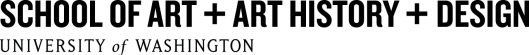 SCHOOL OF ART + ART HISTORY + DESIGN
UNIVERSITY of WASHINGTON